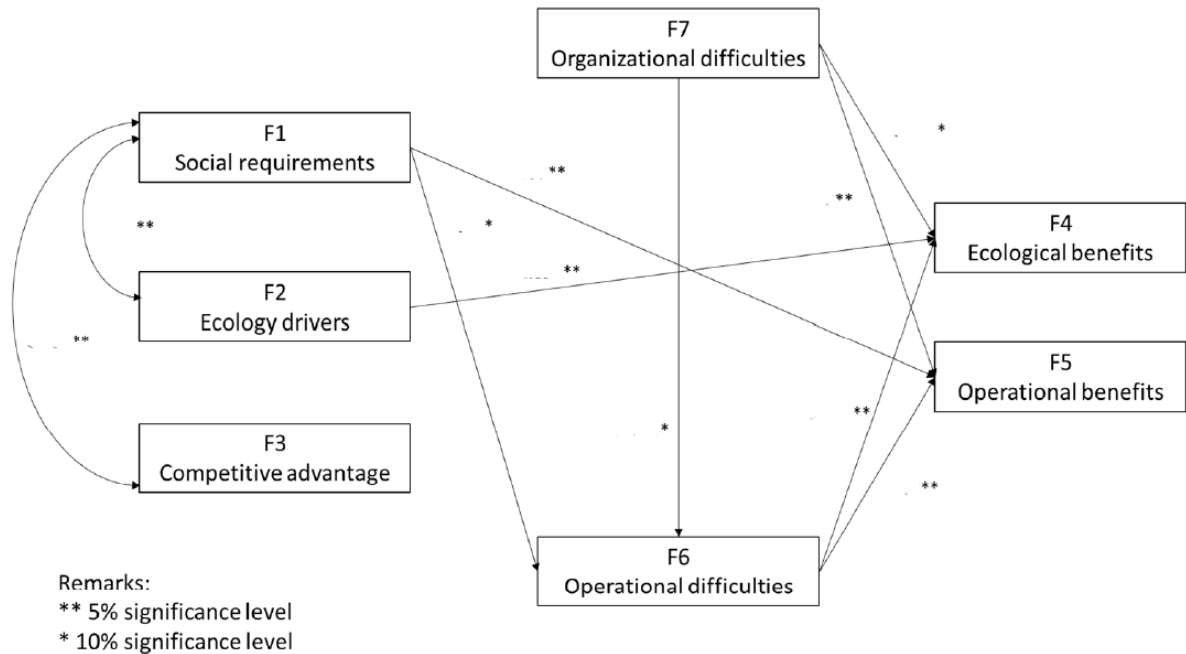 F7
Organizational difficulties
F1
Social requirements
*
**
**
*
**
F4
Ecological benefits
**
**
F2
Ecology drivers
**
F5
Operational benefits
F3
Competitive advantage
**
*
**
F6
Operational difficulties
Remarks:
** 5% significance level
* 10% significance level